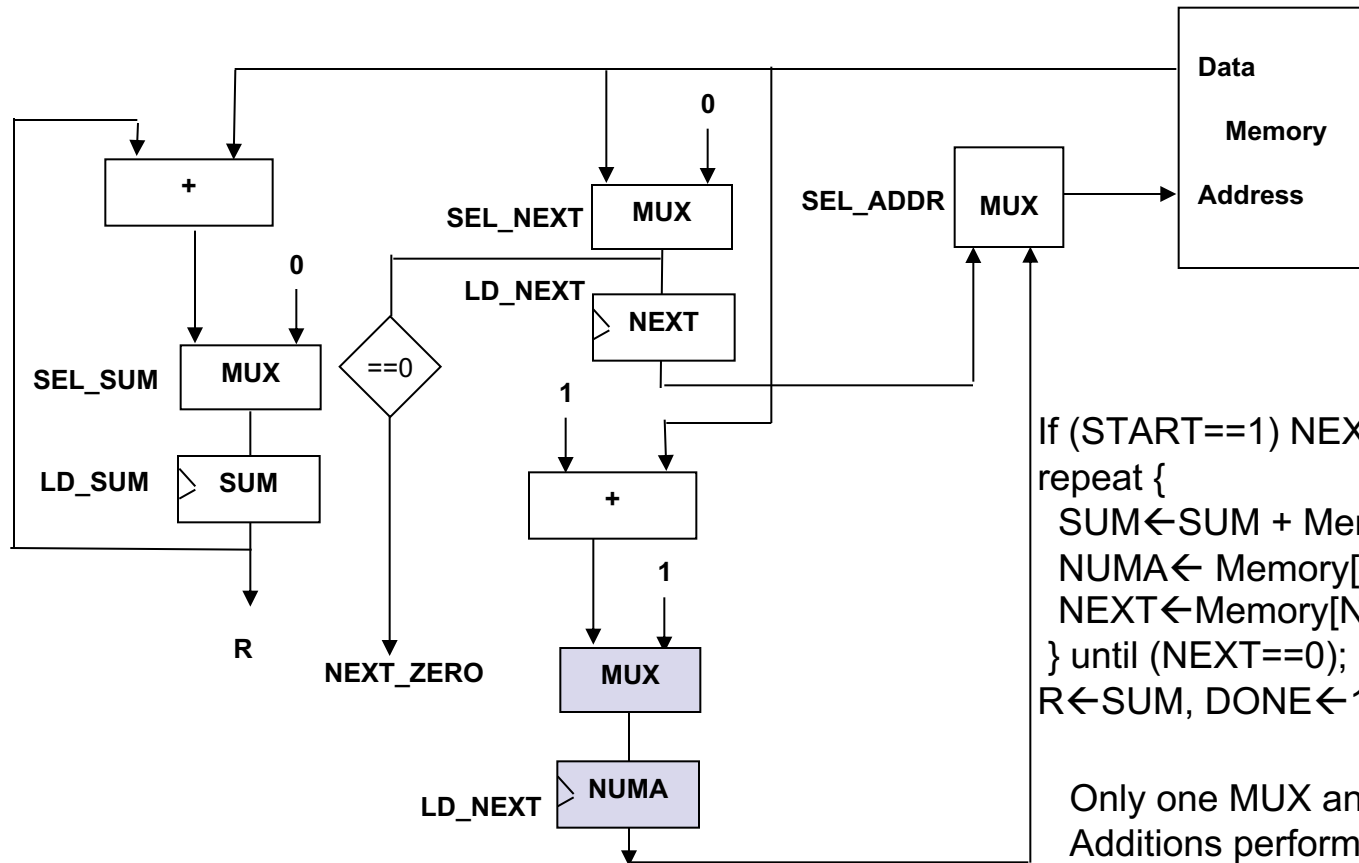 Data
0
Memory
+
SEL_NEXT
MUX
SEL_ADDR
MUX
Address
0
LD_NEXT
NEXT
SEL_SUM
MUX
==0
1
If (START==1) NEX
repeat {
LD_SUM
SUM
+
SUM←SUM + Mer
NUMA← Memory[
1
NEXT←Memory[N
} until (NEXT==0);
R
NEXT_ZERO
MUX
R←SUM, DONE←1
LD_NEXT
NUMA
Only one MUX an
Additions perform